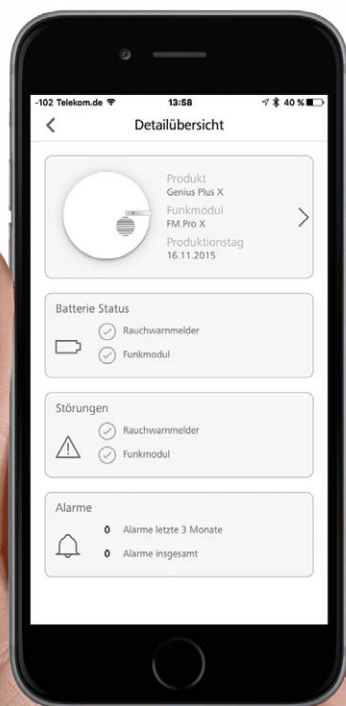 -102 Telekom.de 13:58 40 %
Detailübersicht
Produkt
Genius Plus X
Funkmodul
FM.Pro X
Produktionstag
16.11.2015
Batterie Status
Rauchwarnmelder
Funkmodul
Störungen
Rauchwarnmelder
Funkmodul
Alarme
0 Alarme letzte 3 Monate
0 Alarme insgesamt